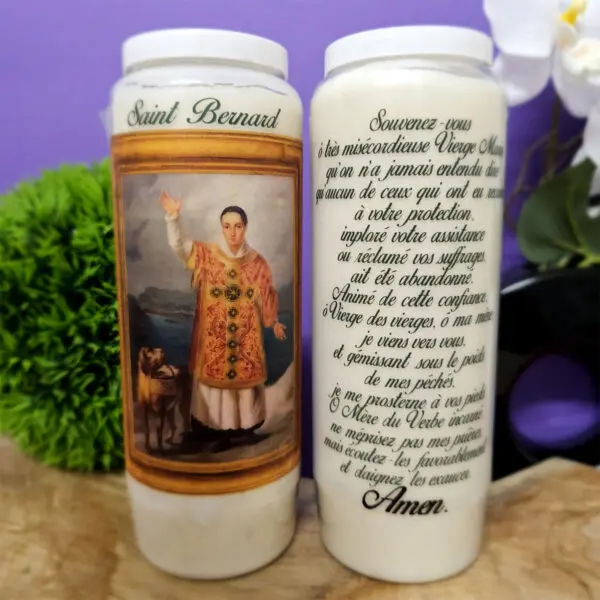 Saint Bernard
Souvenez-vous
ô très miséricordieuse Vierge Marie
qu'on n'a jamais entendu dire
qu'aucun de ceux qui ont eu recours
à votre protection,
imploré votre assistance
ou réclamé vos suffrages,
ait été abandonné.
Animé de cette confiance,
ô Vierge des vierges, ô ma mère
je viens vers vous,
et gémissant sous le poids
de mes péchés,
je me prosterne à vos pieds.
Ô Mère du Verbe incarné
ne méprisez pas mes prières,
mais écoutez-les favorablement
et daignez les exaucer.
Amen.